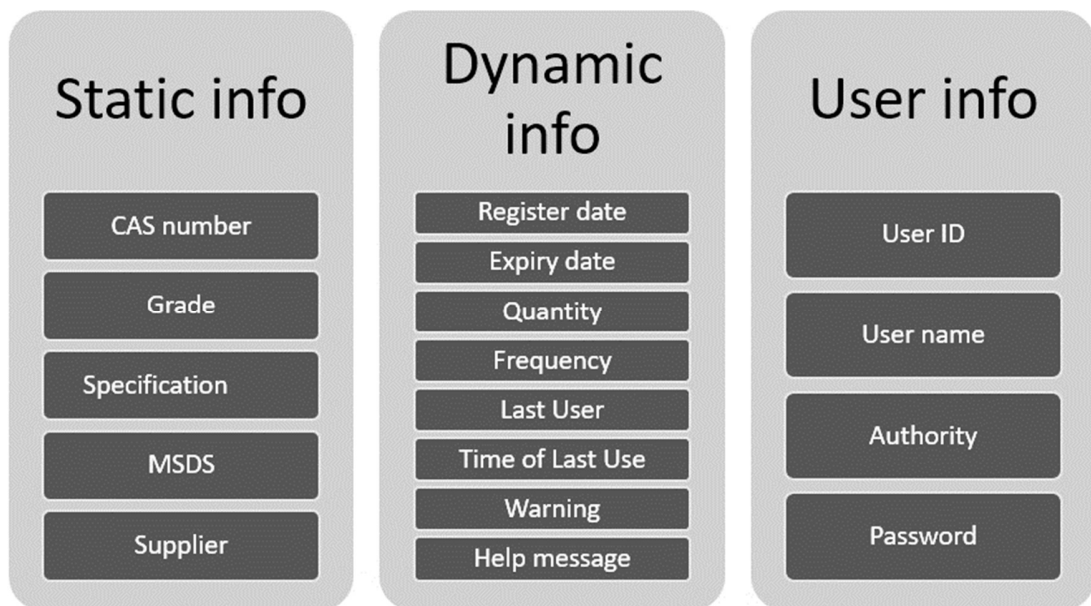 Static info
CAS number
Grade
Specification
MSDS
Supplier
Dynamic
info
Register date
Expiry date
Quantity
Frequency
Last User
Time of Last Use
Warning
Help message
User info
User ID
User name
Authority
Password